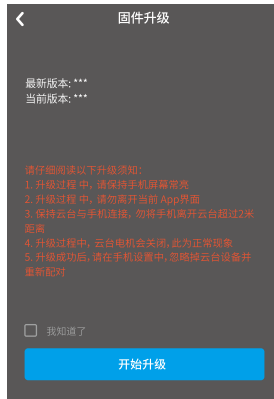 固件升级
最新版本: ***
当前版本: ***
请仔细阅读以下升级须知:
1. 升级过程 中，请保持手机屏幕常亮
2. 升级过程 中，请勿离开当前 App界面
3. 保持云台与手机连接，勿将手机离开云台超过2米
距离
4. 升级过程中，云台电机会关闭，此为正常现象
5. 升级成功后，请在手机设置中，忽略掉云台设备并
重新配对
我知道了
开始升级